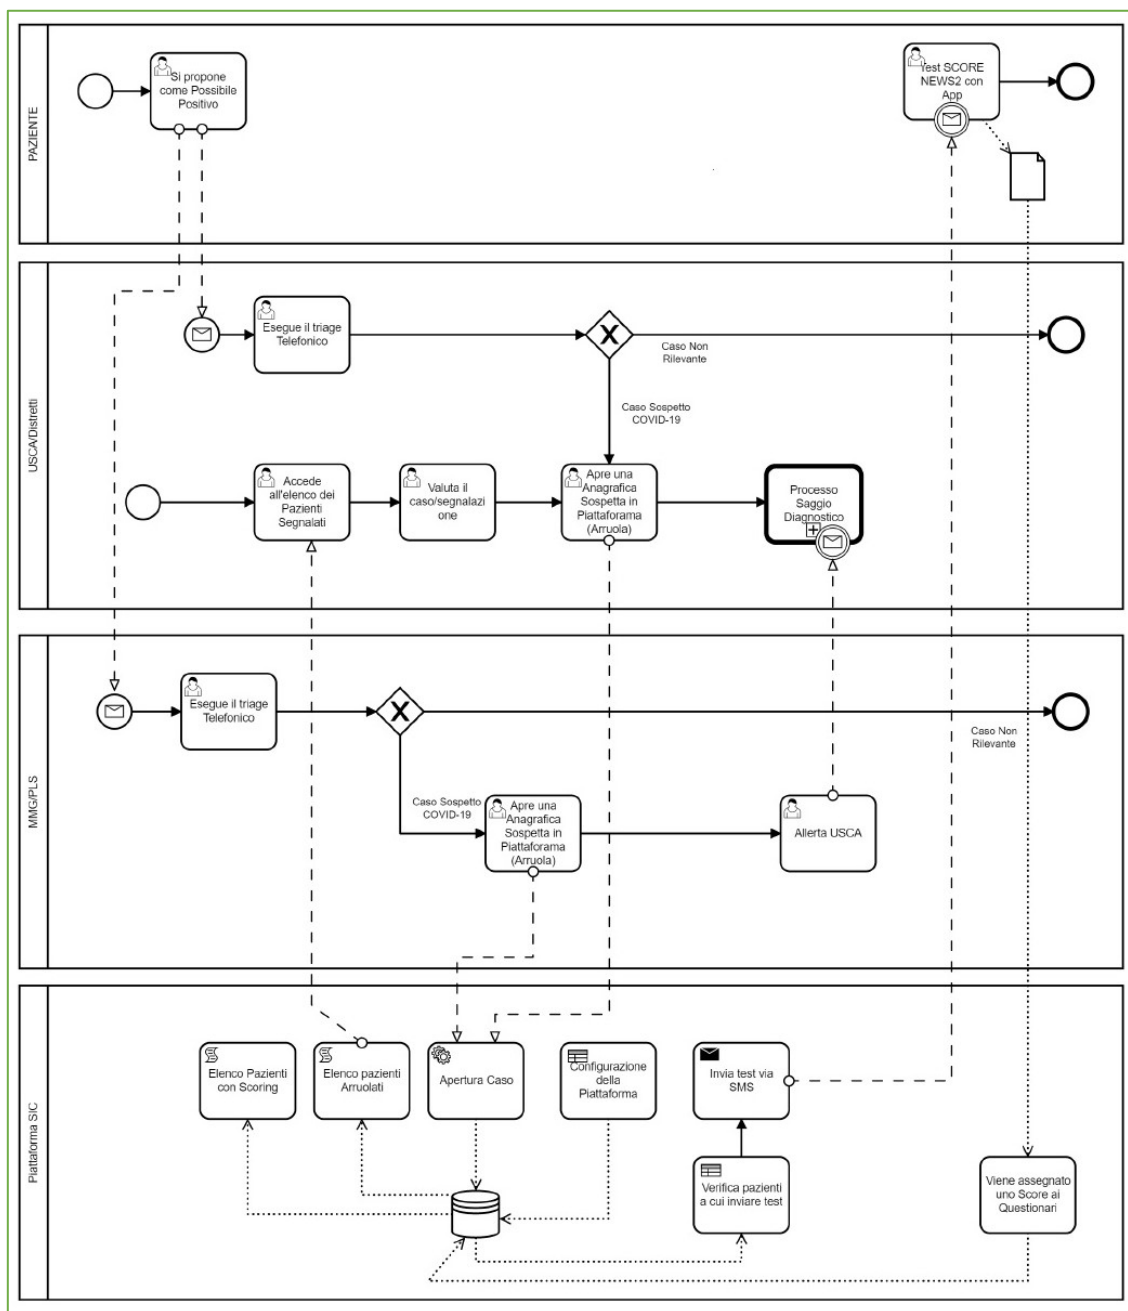 PAZIENTE
Si propone
come Possibile
Positivo
Test SCORE
NEWS2 con
App
USCA/Distretti
Esegue il triage
Telefonico
Caso Non
Rilevante
Caso Sospetto
COVID-19
Accede
all'elenco dei
Pazienti
Segnalati
Valuta il
caso/segnalazi
one
Apre una
Anagrafica
Sospetta in
Piattaforama
(Arruola)
Processo
Saggio
Diagnostico
MMG/PLS
Esegue il triage
Telefonico
Caso Non
Rilevante
Caso Sospetto
COVID-19
Apre una
Anagrafica
Sospetta in
Piattaforama
(Arruola)
Allerta USCA
Piattaforma SIC
Elenco Pazienti
con Scoring
Elenco pazienti
Arruolati
Apertura Caso
Configurazione
della
Piattaforma
Invia test via
SMS
Verifica pazienti
a cui inviare test
Viene assegnato
uno Score ai
Questionari